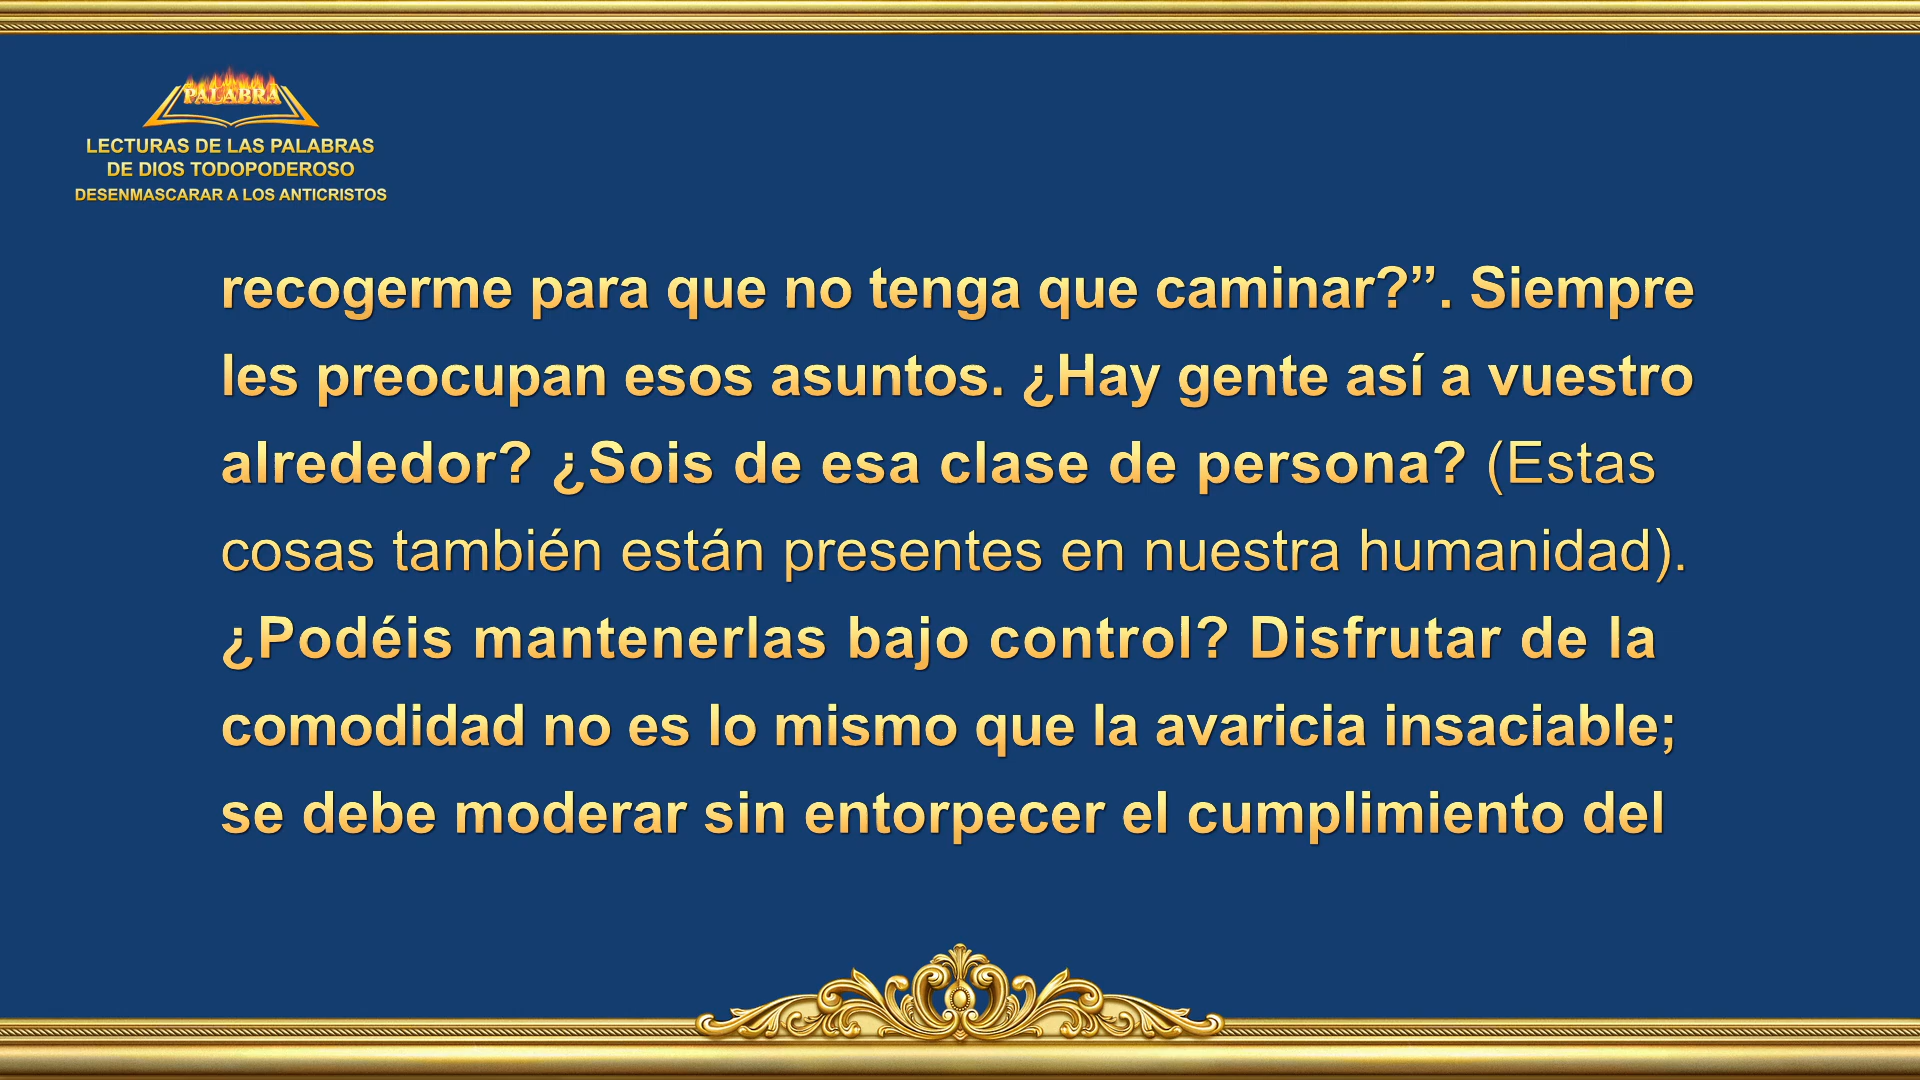 PALABRA
LECTURAS DE LAS PALABRAS
DE DIOS TODOPODEROSO
DESENMASCARAR A LOS ANTICRISTOS
recogerme para que no tenga que caminar?”. Siempre
les preocupan esos asuntos. ¿Hay gente así a vuestro
alrededor? ¿Sois de esa clase de persona? (Estas
cosas también están presentes en nuestra humanidad).
¿Podéis mantenerlas bajo control? Disfrutar de la
comodidad no es lo mismo que la avaricia insaciable;
se debe moderar sin entorpecer el cumplimiento del